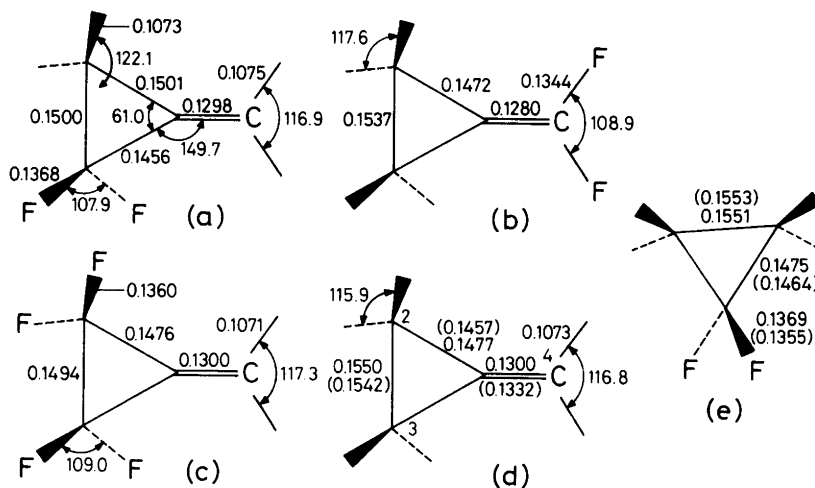 0.1073
122.1
0.1501
0.1500
61.0
0.1298
C
0.1075
116.9
149.7
0.1456
0.1368
F
107.9
F
(a)
117.6
0.1472
0.1537
0.1344
F
0.1280
C
108.9
F
(b)
F
0.1360
F
0.1476
0.1494
0.1300
C
0.1071
117.3
F
109.0
F
(c)
115.9
2
(0.1457)
0.1477
0.1550
(0.1542)
0.1300
(0.1332)
4
C
0.1073
116.8
3
(d)
(0.1553)
0.1551
0.1475
(0.1464)
0.1369
(0.1355)
F
F
(e)